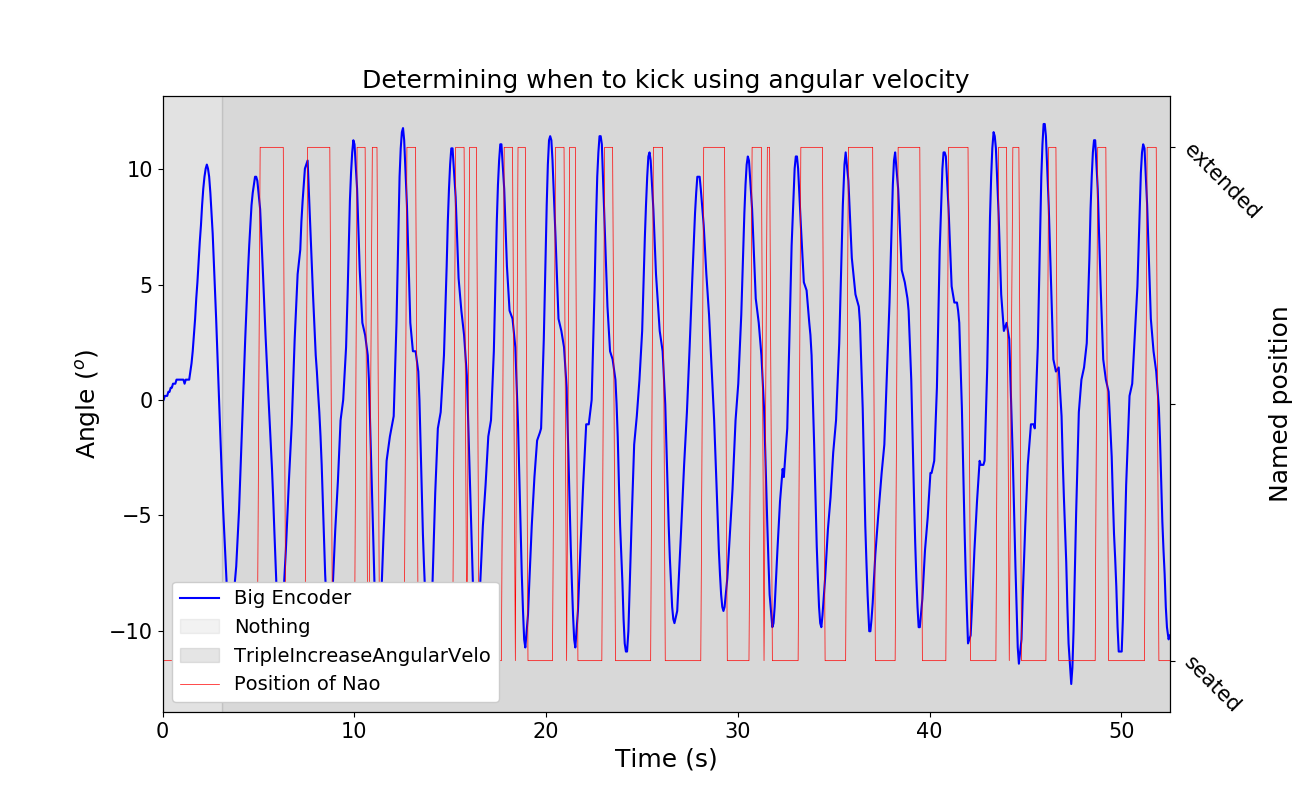 Determining when to kick using angular velocity
10
5
0
−5
−10
Angle (°)
extended
seated
Named position
Big Encoder
Nothing
TripleIncreaseAngularVelo
Position of Nao
0 10 20 30 40 50
Time (s)